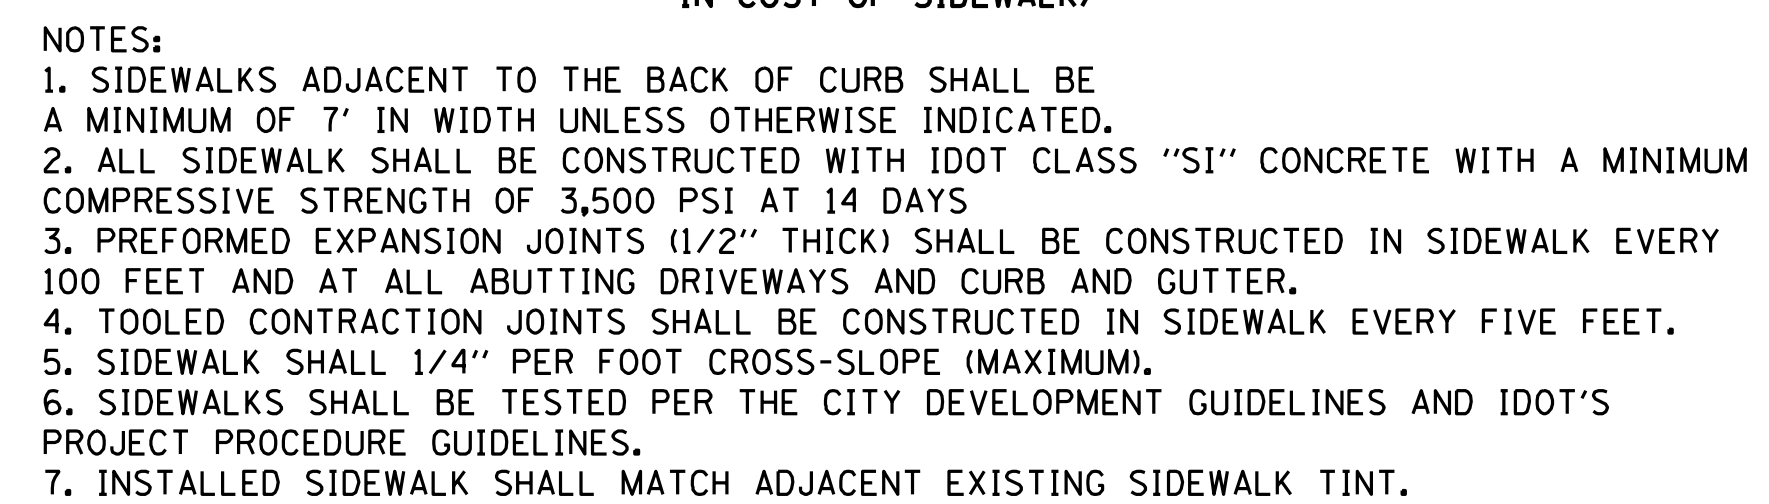 IN COST OF SIDEWALK)
NOTES:
1. SIDEWALKS ADJACENT TO THE BACK OF CURB SHALL BE
A MINIMUM OF 7' IN WIDTH UNLESS OTHERWISE INDICATED.
2. ALL SIDEWALK SHALL BE CONSTRUCTED WITH IDOT CLASS "SI" CONCRETE WITH A MINIMUM
COMPRESSIVE STRENGTH OF 3,500 PSI AT 14 DAYS
3. PREFORMED EXPANSION JOINTS (1/2" THICK) SHALL BE CONSTRUCTED IN SIDEWALK EVERY
100 FEET AND AT ALL ABUTTING DRIVEWAYS AND CURB AND GUTTER.
4. TOOLED CONTRACTION JOINTS SHALL BE CONSTRUCTED IN SIDEWALK EVERY FIVE FEET.
5. SIDEWALK SHALL 1/4" PER FOOT CROSS-SLOPE (MAXIMUM).
6. SIDEWALKS SHALL BE TESTED PER THE CITY DEVELOPMENT GUIDELINES AND IDOT'S
PROJECT PROCEDURE GUIDELINES.
7. INSTALLED SIDEWALK SHALL MATCH ADJACENT EXISTING SIDEWALK TINT.